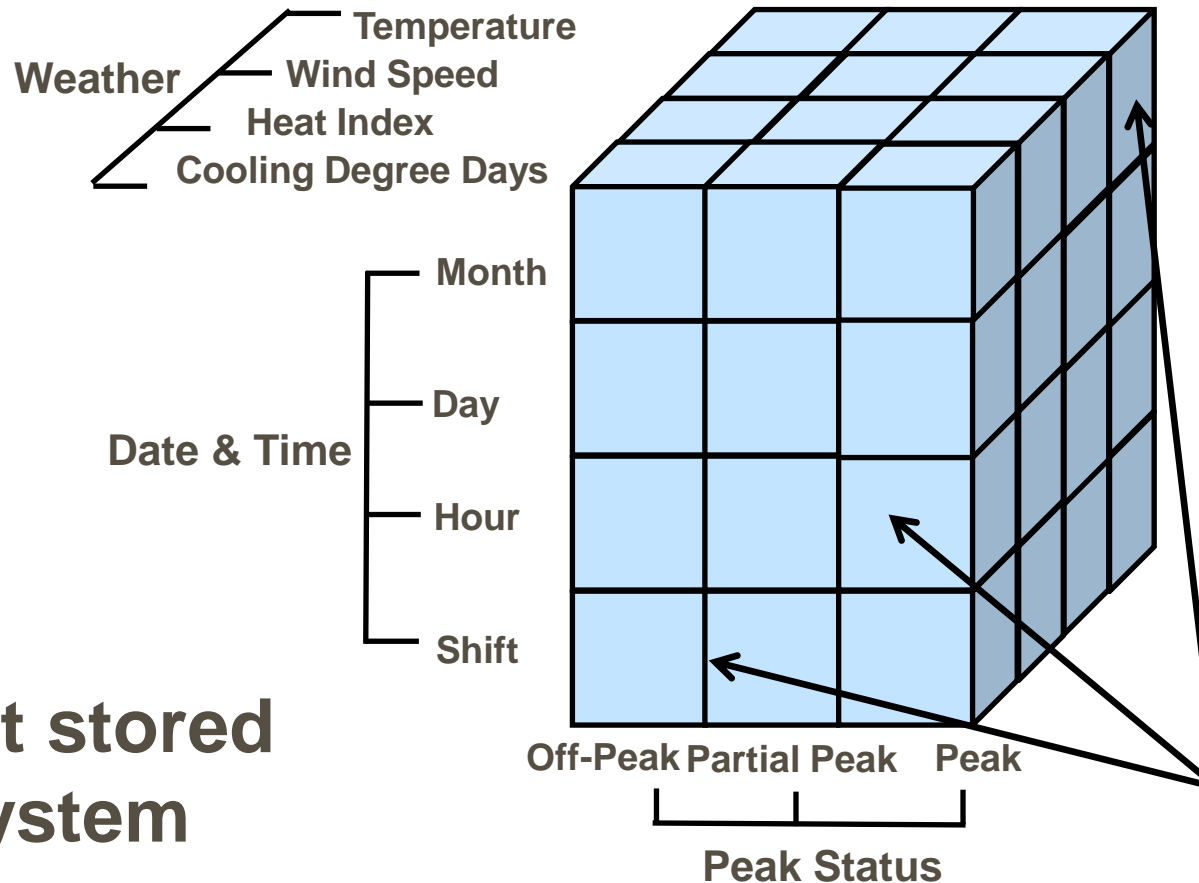 Temperature
Weather
Wind Speed
Heat Index
Cooling Degree Days
Month
Day
Date & Time
Hour
Shift
t stored
ystem
Off-Peak Partial Peak Peak
Peak Status